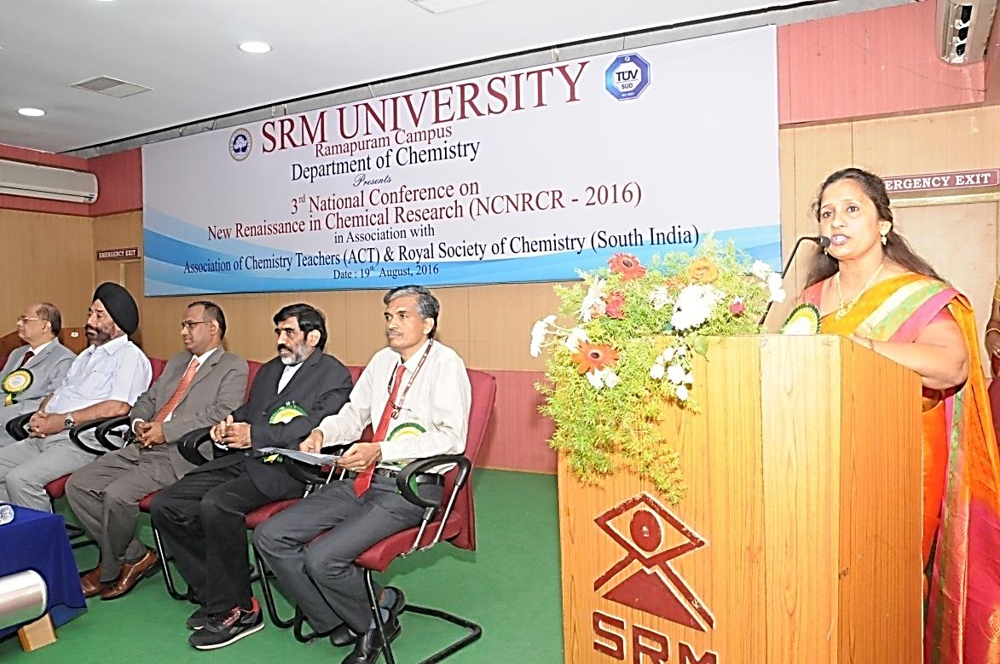 SRM UNIVERSITY
Ramapuram Campus
Department of Chemistry
Presents
3rd National Conference on
New Renaissance in Chemical Research (NCNRCR - 2016)
in Association with
Association of Chemistry Teachers (ACT) & Royal Society of Chemistry (South India)
Date : 19th August, 2016
TÜV
SUD
EMERGENCY EXIT
ERGENCY EXIT
SRM